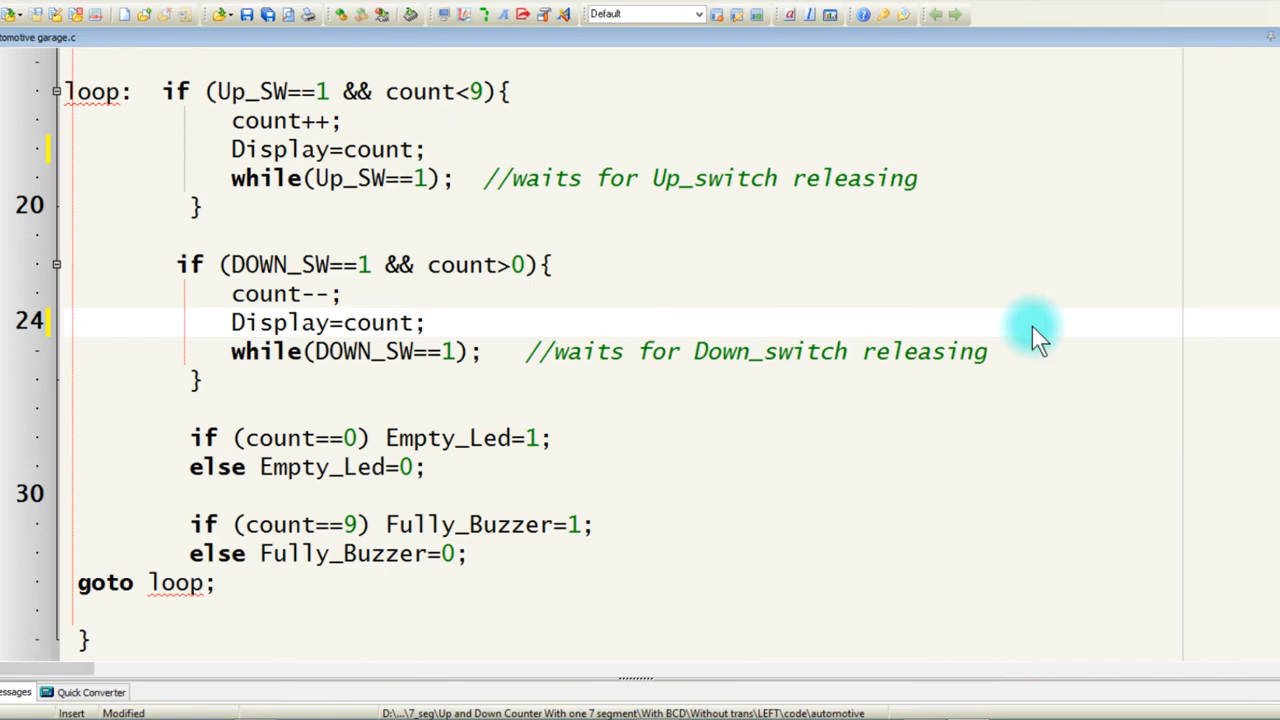 Default
tomotive garage.c
loop: if (Up_SW==1 && count<9){
count++;
Display=count;
while(Up_SW==1); //waits for Up_switch releasing
20 }
if (DOWN_SW==1 && count>0){
count--;
24 Display=count;
while(DOWN_SW==1); //waits for Down_switch releasing
}
if (count==0) Empty_Led=1;
else Empty_Led=0;
30
if (count==9) Fully_Buzzer=1;
else Fully_Buzzer=0;
goto loop;
}
essages Quick Converter
Insert Modified D:\...\7_seg\Up and Down Counter With one 7 segment\With BCD\Without trans\LEFT\code\automotive